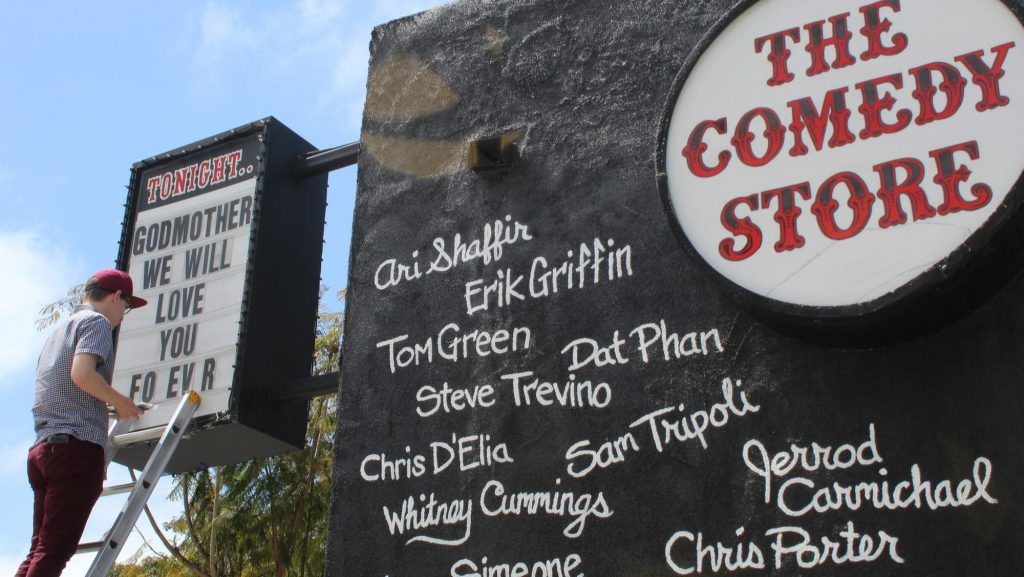 TONIGHT..
GODMOTHER
WE WILL
LOVE
YOU
FO EV R
THE
COMEDY
STORE
Ari Shaffir
Erik Griffin
Tom Green
Dat Phan
Steve Trevino
Sam Tripoli
Chris D'Elia
Jerrod
Carmichael
Whitney Cummings
Chris Porter
Simeone